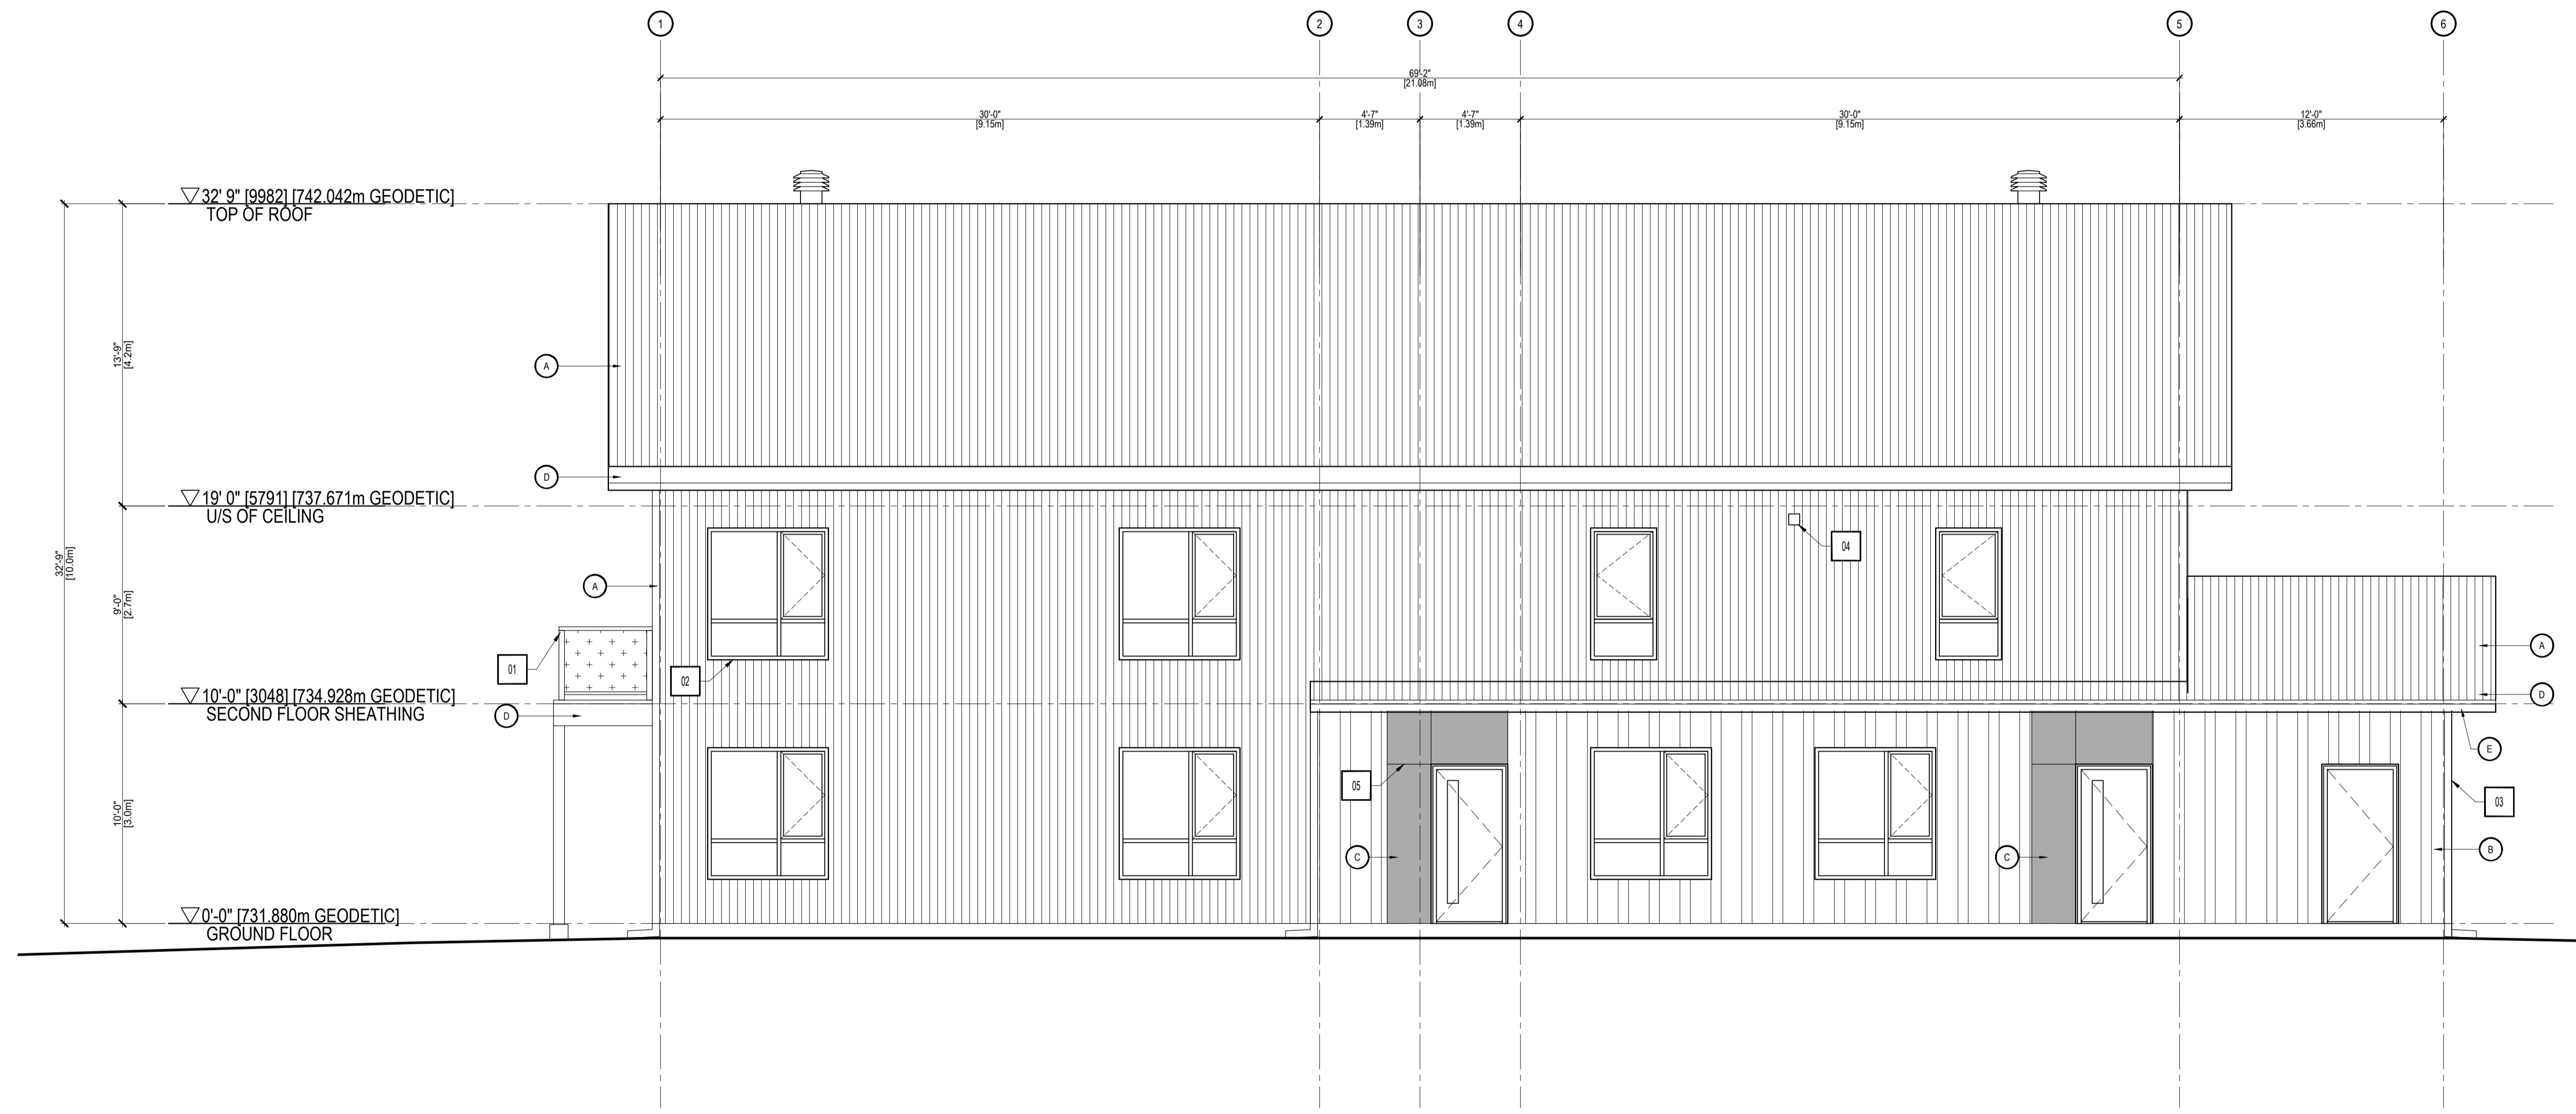 1
2
3
4
5
6
69'-2"
[21.08m]
30'-0"
[9.15m]
4'-7"
[1.39m]
4'-7"
[1.39m]
30'-0"
[9.15m]
12'-0"
[3.66m]
32' 9" [9982] [742.042m GEODETIC]
TOP OF ROOF
13'-9"
[4.2m]
A
D
19' 0" [5791] [737.671m GEODETIC]
U/S OF CEILING
04
32'-9"
[10.0m]
9'-0"
[2.7m]
A
A
01
02
10'-0" [3048] [734.928m GEODETIC]
SECOND FLOOR SHEATHING
D
D
E
05
03
10'-0"
[3.0m]
C
C
B
0'-0" [731.880m GEODETIC]
GROUND FLOOR